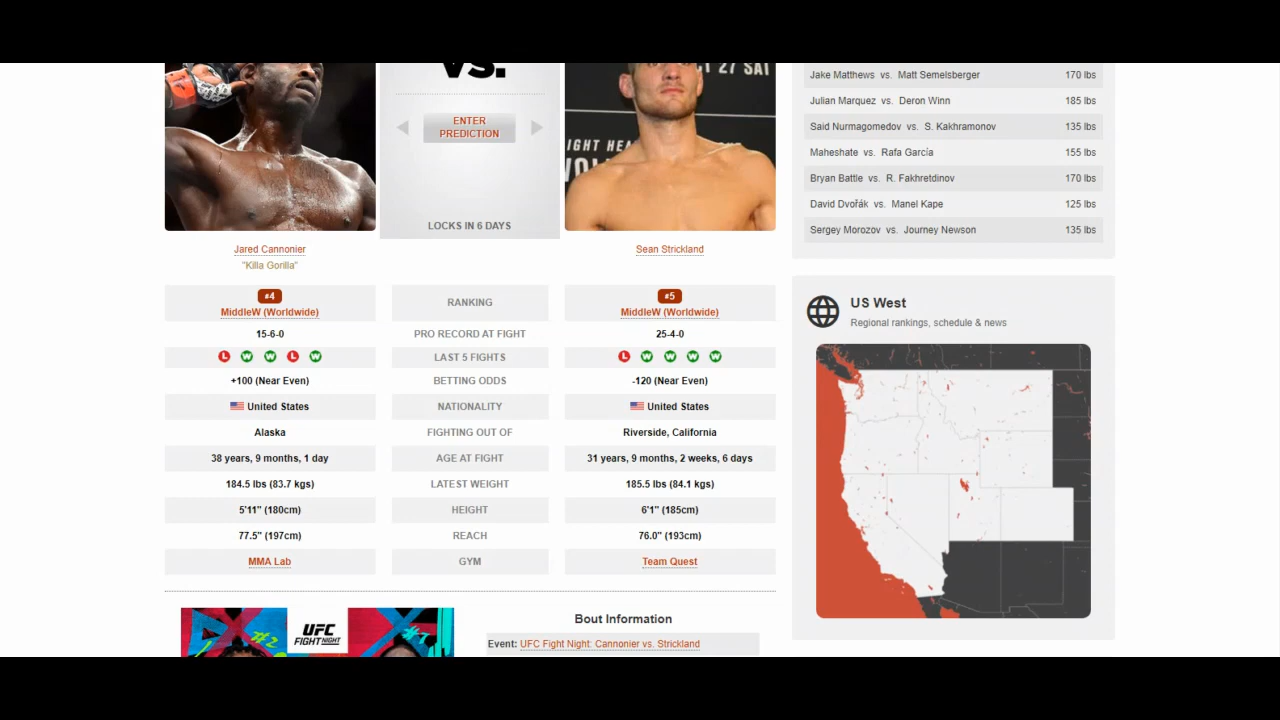 VS.
ENTER
PREDICTION
LOCKS IN 6 DAYS
27 SAT
Jared Cannonier
"Killa Gorilla"
Sean Strickland
#4
MiddleW (Worldwide)
RANKING
#5
MiddleW (Worldwide)
15-6-0
PRO RECORD AT FIGHT
25-4-0
L W W L W
LAST 5 FIGHTS
L W W W W
+100 (Near Even)
BETTING ODDS
-120 (Near Even)
United States
NATIONALITY
United States
Alaska
FIGHTING OUT OF
Riverside, California
38 years, 9 months, 1 day
AGE AT FIGHT
31 years, 9 months, 2 weeks, 6 days
184.5 lbs (83.7 kgs)
LATEST WEIGHT
185.5 lbs (84.1 kgs)
5'11" (180cm)
HEIGHT
6'1" (185cm)
77.5" (197cm)
REACH
76.0" (193cm)
MMA Lab
GYM
Team Quest
UFC
FIGHT NIGHT
#2
Bout Information
Event: UFC Fight Night: Cannonier vs. Strickland
Jake Matthews vs. Matt Semelsberger 170 lbs
Julian Marquez vs. Deron Winn 185 lbs
Said Nurmagomedov vs. S. Kakhramonov 135 lbs
Maheshate vs. Rafa García 155 lbs
Bryan Battle vs. R. Fakhretdinov 170 lbs
David Dvořák vs. Manel Kape 125 lbs
Sergey Morozov vs. Journey Newson 135 lbs
US West
Regional rankings, schedule & news